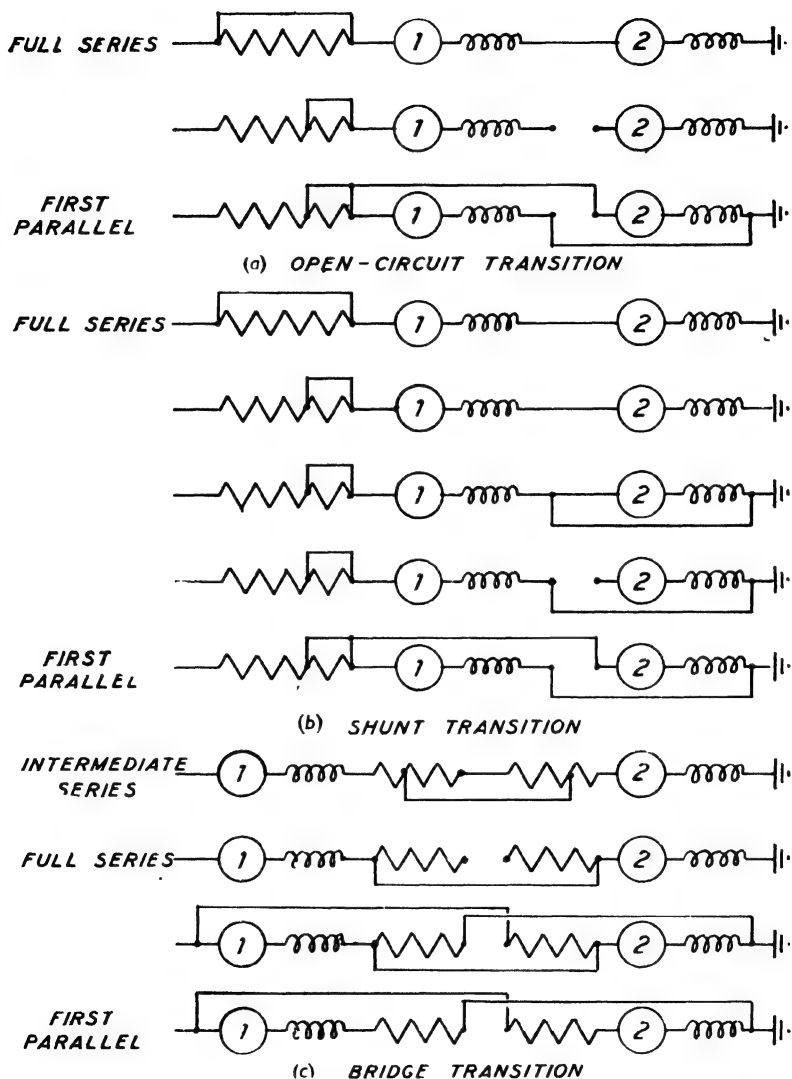 FULL SERIES
1 2
1 2
FIRST
PARALLEL
1 2
(a) OPEN-CIRCUIT TRANSITION
FULL SERIES
1 2
1 2
1 2
1 2
FIRST
PARALLEL
1 2
(b) SHUNT TRANSITION
INTERMEDIATE
SERIES
1 2
FULL SERIES
1 2
1 2
FIRST
PARALLEL
1 2
(c) BRIDGE TRANSITION